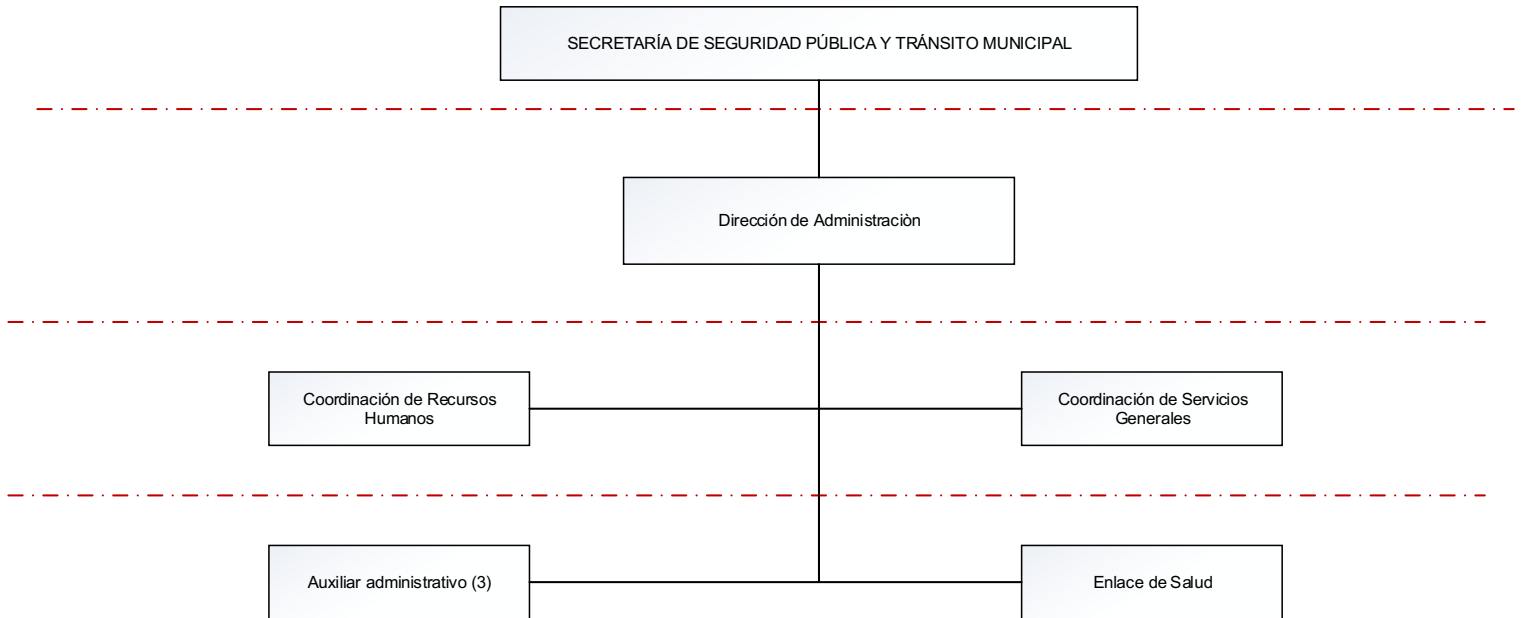 SECRETARÍA DE SEGURIDAD PÚBLICA Y TRÁNSITO MUNICIPAL
Dirección de Administraciòn
Coordinación de Recursos
Humanos
Coordinación de Servicios
Generales
Auxiliar administrativo (3)
Enlace de Salud